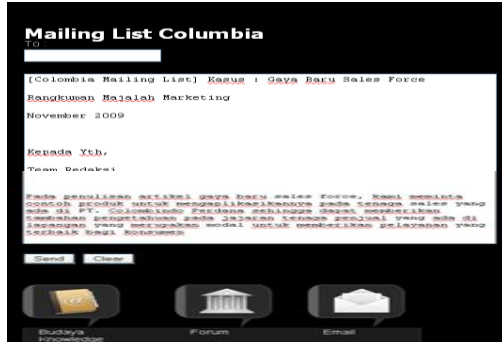 Mailing List Columbia
To :
[Colombia Mailing List] Kasus : Gaya Baru Sales Force
Rangkuman Majalah Marketing
November 2009
Kepada Yth,
Team Redaksi
Pada penulisan artikel gaya baru sales force, kami meminta
contoh produk untuk mengaplikasikannya pada tenaga sales yang
ada di PT. Colombindo Perdana sehingga dapat memberikan
tambahan pengetahuan pada jajaran tenaga penjual yang ada di
lapangan yang merupakan modal untuk memberikan pelayanan yang
terbaik bagi konsumen
Send Clear
Budaya Forum Email
Knowledge